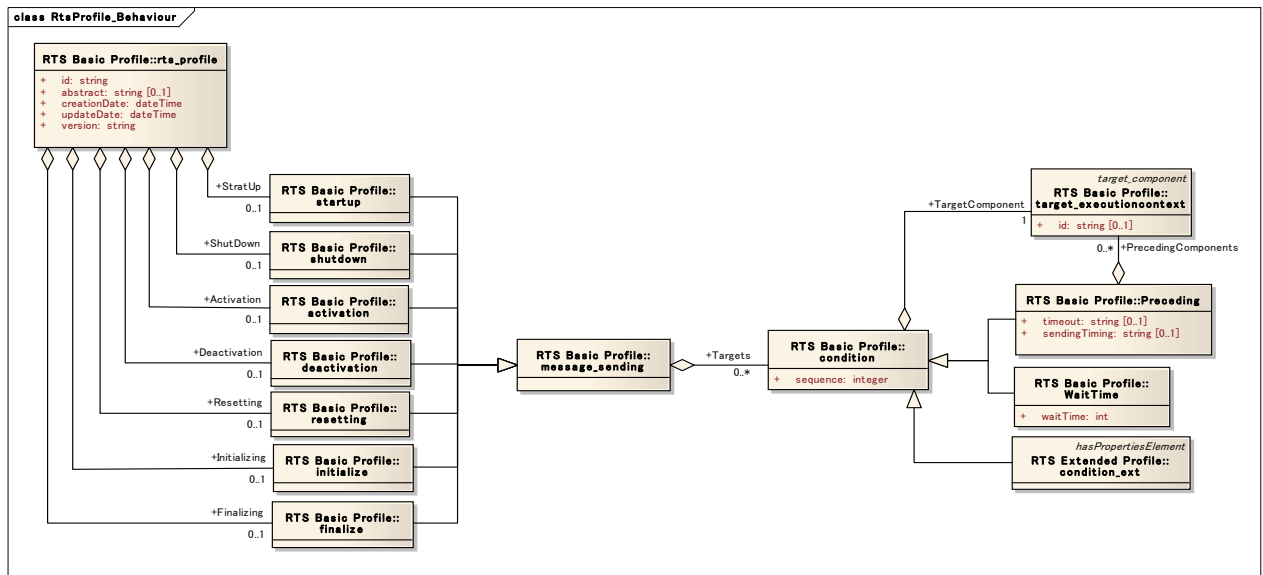 class RtsProfile_Behaviour
RTS Basic Profile::rts_profile
+ id: string
+ abstract: string [0..1]
+ creationDate: dateTime
+ updateDate: dateTime
+ version: string
+StratUp
0..1
RTS Basic Profile::
startup
+ShutDown
0..1
RTS Basic Profile::
shutdown
+Activation
0..1
RTS Basic Profile::
activation
+Deactivation
0..1
RTS Basic Profile::
deactivation
+Resetting
0..1
RTS Basic Profile::
resetting
+Initializing
0..1
RTS Basic Profile::
initialize
+Finalizing
0..1
RTS Basic Profile::
finalize
RTS Basic Profile::
message_sending
+Targets
0..*
RTS Basic Profile::
condition
+ sequence: integer
+TargetComponent
1
target_component
RTS Basic Profile::
target_executioncontext
+ id: string [0..1]
0..* +PrecedingComponents
RTS Basic Profile::Preceding
+ timeout: string [0..1]
+ sendingTiming: string [0..1]
RTS Basic Profile::
WaitTime
+ waitTime: int
hasPropertiesElement
RTS Extended Profile::
condition_ext